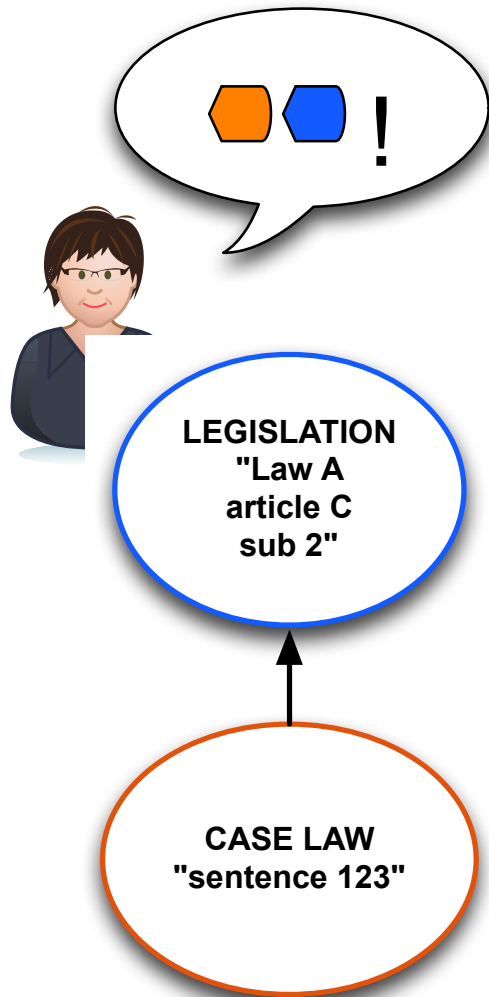 !
LEGISLATION
"Law A
article C
sub 2"
CASE LAW
"sentence 123"